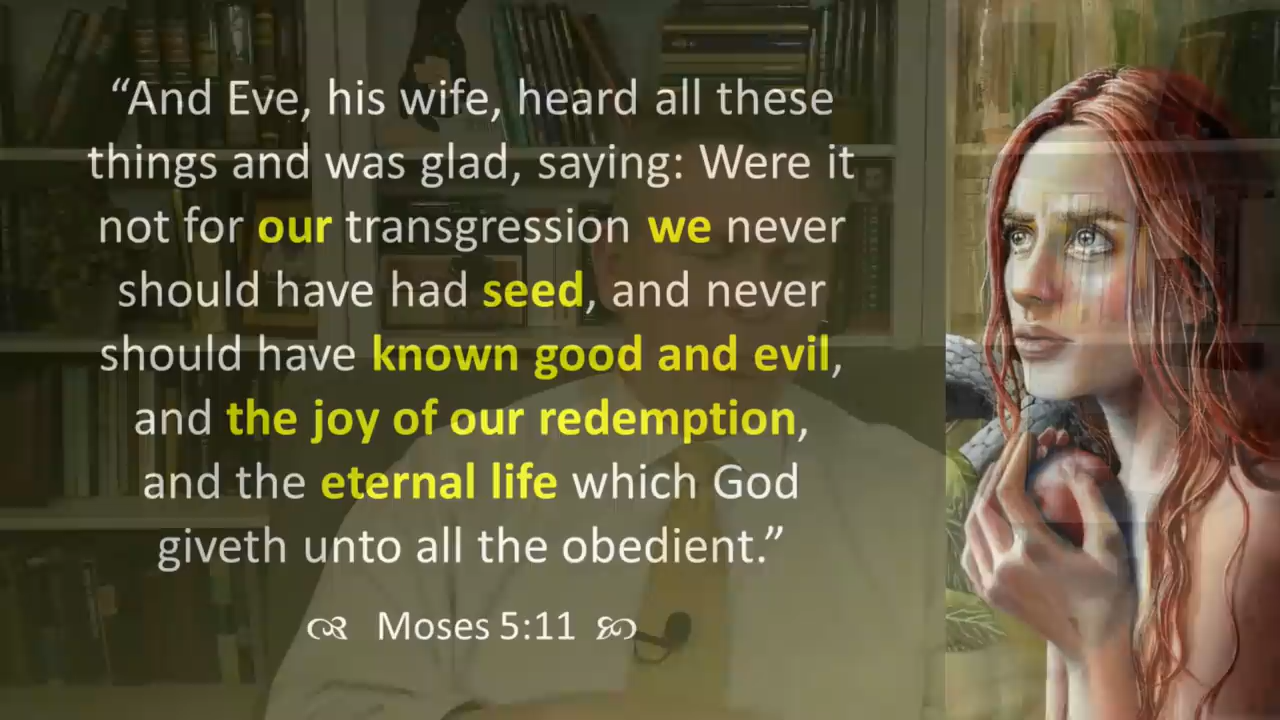 “And Eve, his wife, heard all these
things and was glad, saying: Were it
not for our transgression we never
should have had seed, and never
should have known good and evil,
and the joy of our redemption,
and the eternal life which God
giveth unto all the obedient.”
Moses 5:11